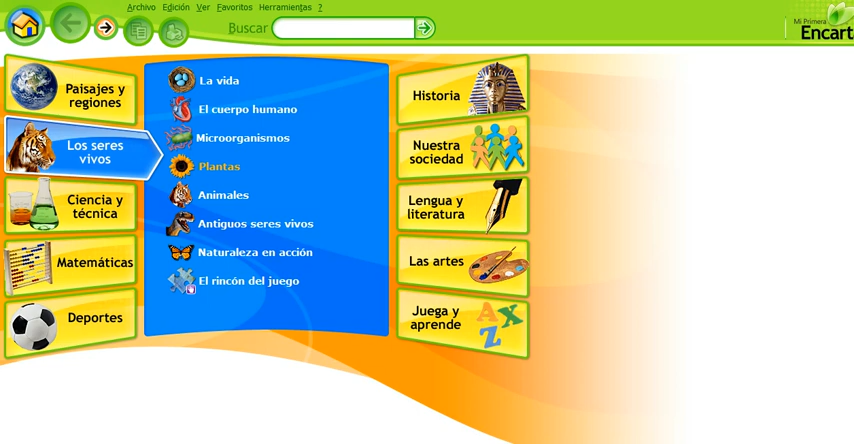 Archivo Edición Ver Favoritos Herramientas ?
Buscar
Mi Primera
Encart
Paisajes y
regiones
Los seres
vivos
Ciencia y
técnica
Matemáticas
Deportes
La vida
El cuerpo humano
Microorganismos
Plantas
Animales
Antiguos seres vivos
Naturaleza en acción
El rincón del juego
Historia
Nuestra
sociedad
Lengua y
literatura
Las artes
Juega y
aprende
A X
Z